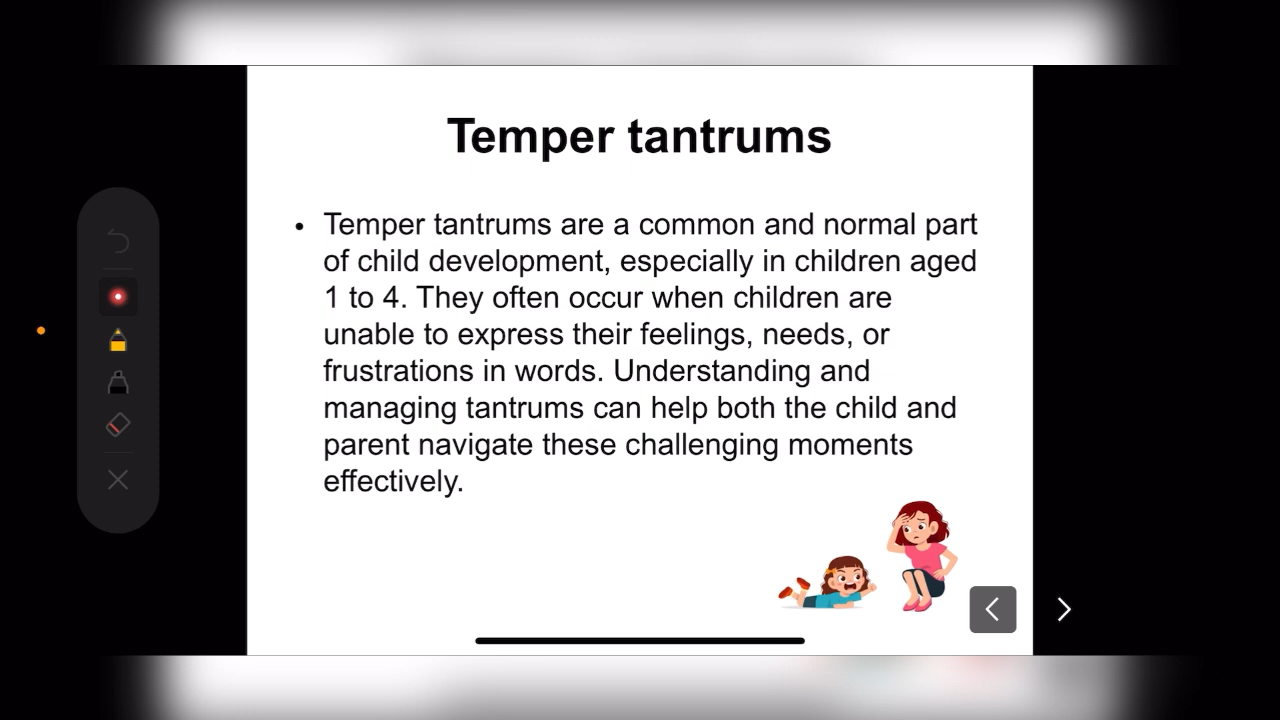 Temper tantrums
• Temper tantrums are a common and normal part
of child development, especially in children aged
1 to 4. They often occur when children are
unable to express their feelings, needs, or
frustrations in words. Understanding and
managing tantrums can help both the child and
parent navigate these challenging moments
effectively.